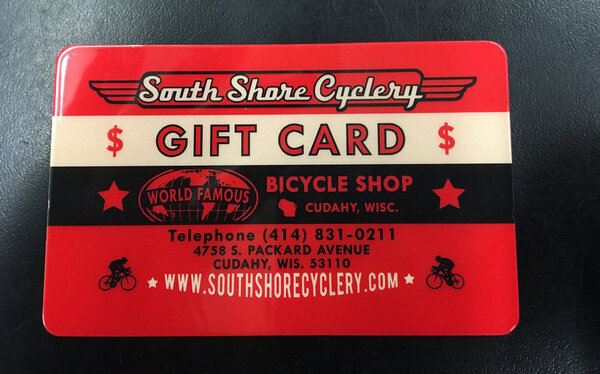 South Shore Cyclery
$ GIFT CARD $
WORLD FAMOUS
BICYCLE SHOP
CUDAHY, WISC.
Telephone (414) 831-0211
4758 S. PACKARD AVENUE
CUDAHY, WIS. 53110
WWW.SOUTHSHORECYCLERY.COM